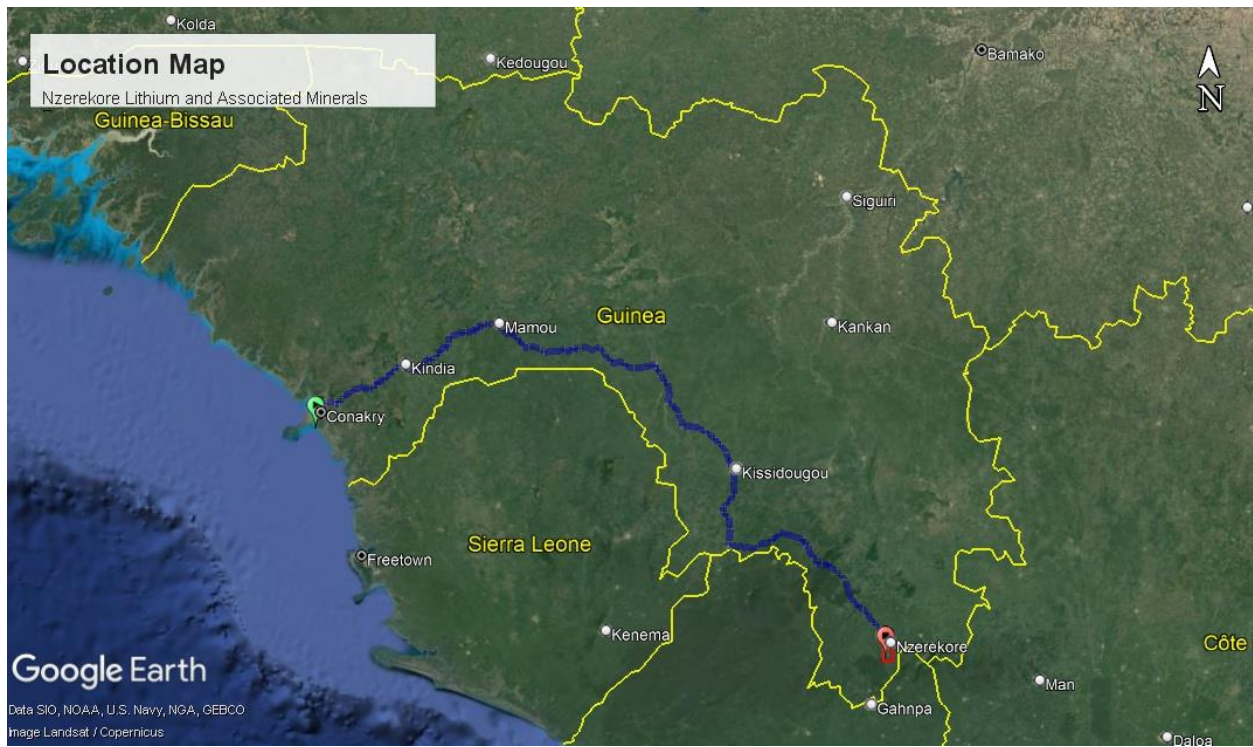 Kolda
Location Map
Nzerekore Lithium and Associated Minerals
Kedougou
Bamako
N
Guinea-Bissau
Siguiri
Mamou
Guinea
Kankan
Kindia
Conakry
Kissidougou
Sierra Leone
Freetown
Kenema
Nzerekore
Côte
Google Earth
Man
Gahnpa
Data SIO, NOAA, U.S. Navy, NGA, GEBCO
Image Landsat / Copernicus
Daloa